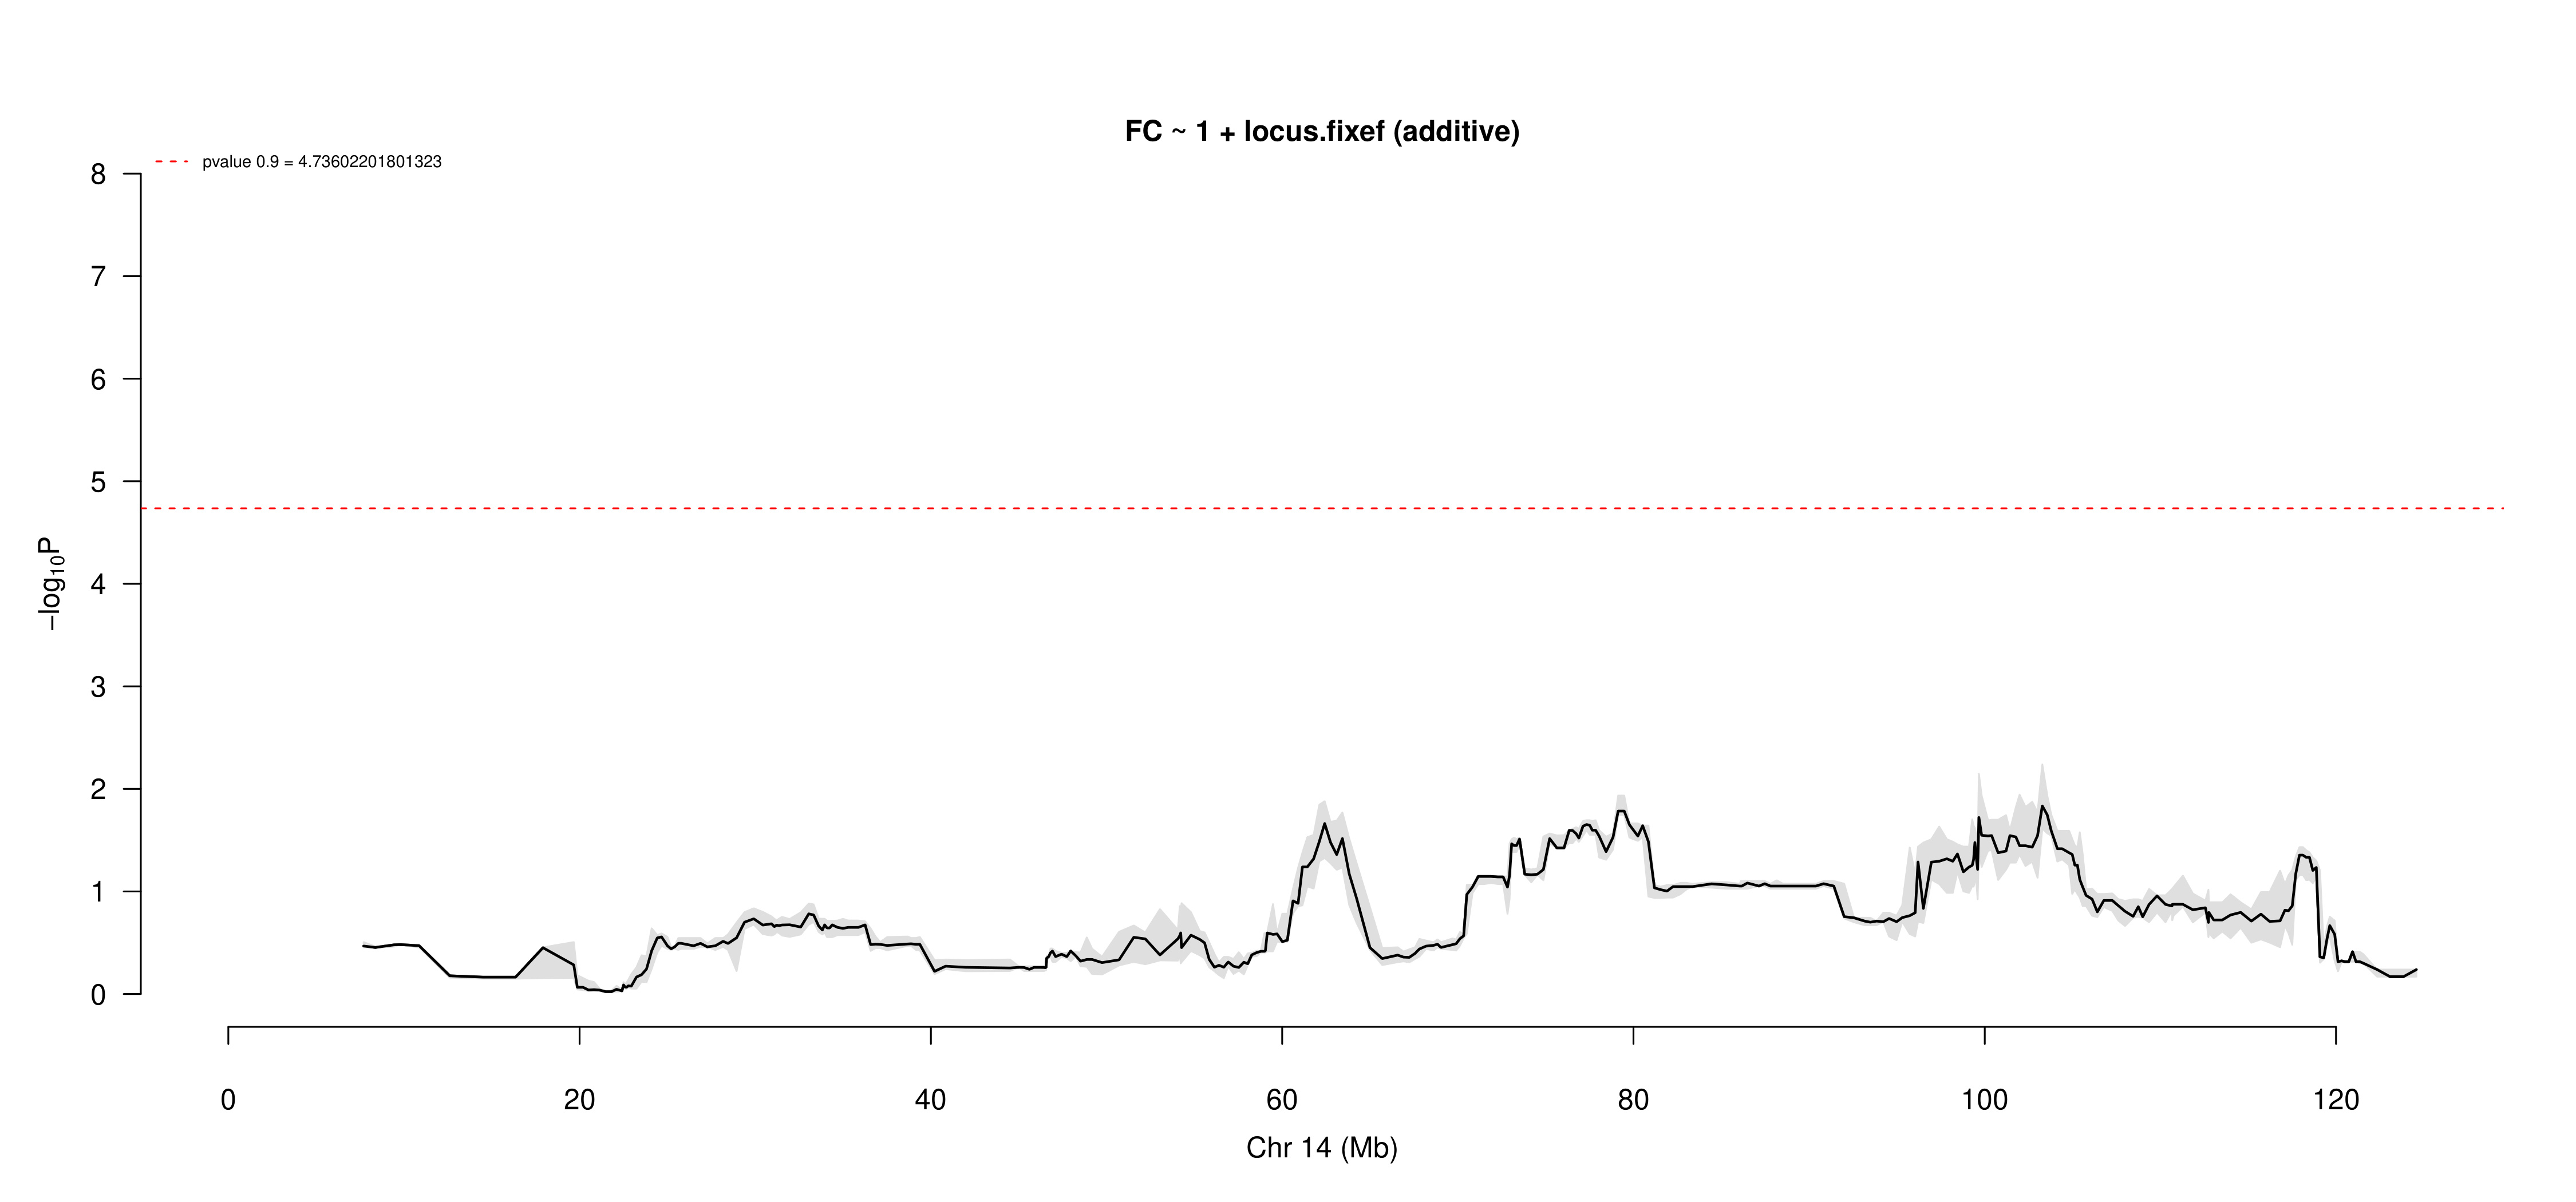 FC ~ 1 + locus.fixef (additive)
pvalue 0.9 = 4.73602201801323
8
7
6
5
4
3
2
1
0
−log10P
0 20 40 60 80 100 120
Chr 14 (Mb)